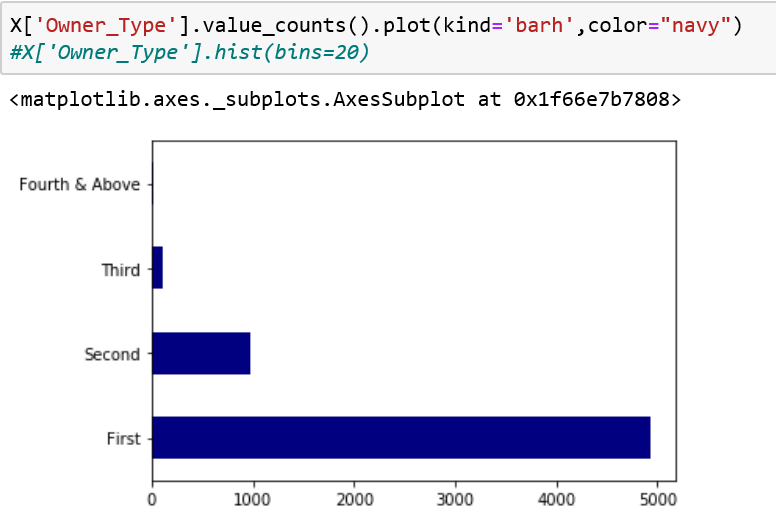 X['Owner_Type'].value_counts().plot(kind='barh',color="navy")
#X['Owner_Type'].hist(bins=20)
<matplotlib.axes._subplots.AxesSubplot at 0x1f66e7b7808>
Fourth & Above
Third
Second
First
0 1000 2000 3000 4000 5000